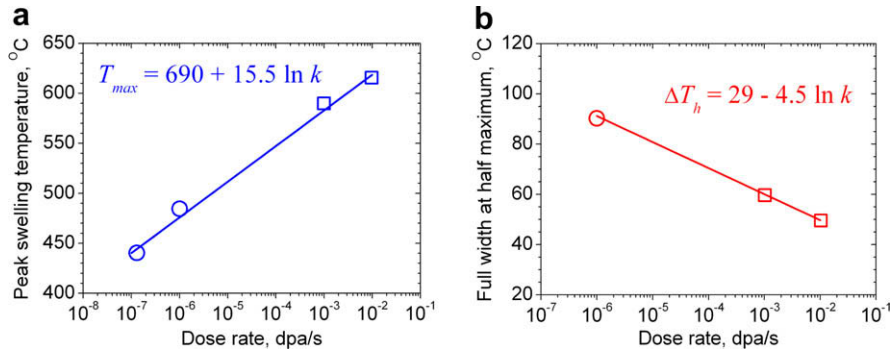 a
650
600
550
500
450
400
Peak swelling temperature, °C
T_max = 690 + 15.5 ln k
10⁻⁸ 10⁻⁷ 10⁻⁶ 10⁻⁵ 10⁻⁴ 10⁻³ 10⁻² 10⁻¹
Dose rate, dpa/s
b
120
100
80
60
40
20
Full width at half maximum, °C
ΔT_h = 29 - 4.5 ln k
10⁻⁷ 10⁻⁶ 10⁻⁵ 10⁻⁴ 10⁻³ 10⁻² 10⁻¹
Dose rate, dpa/s